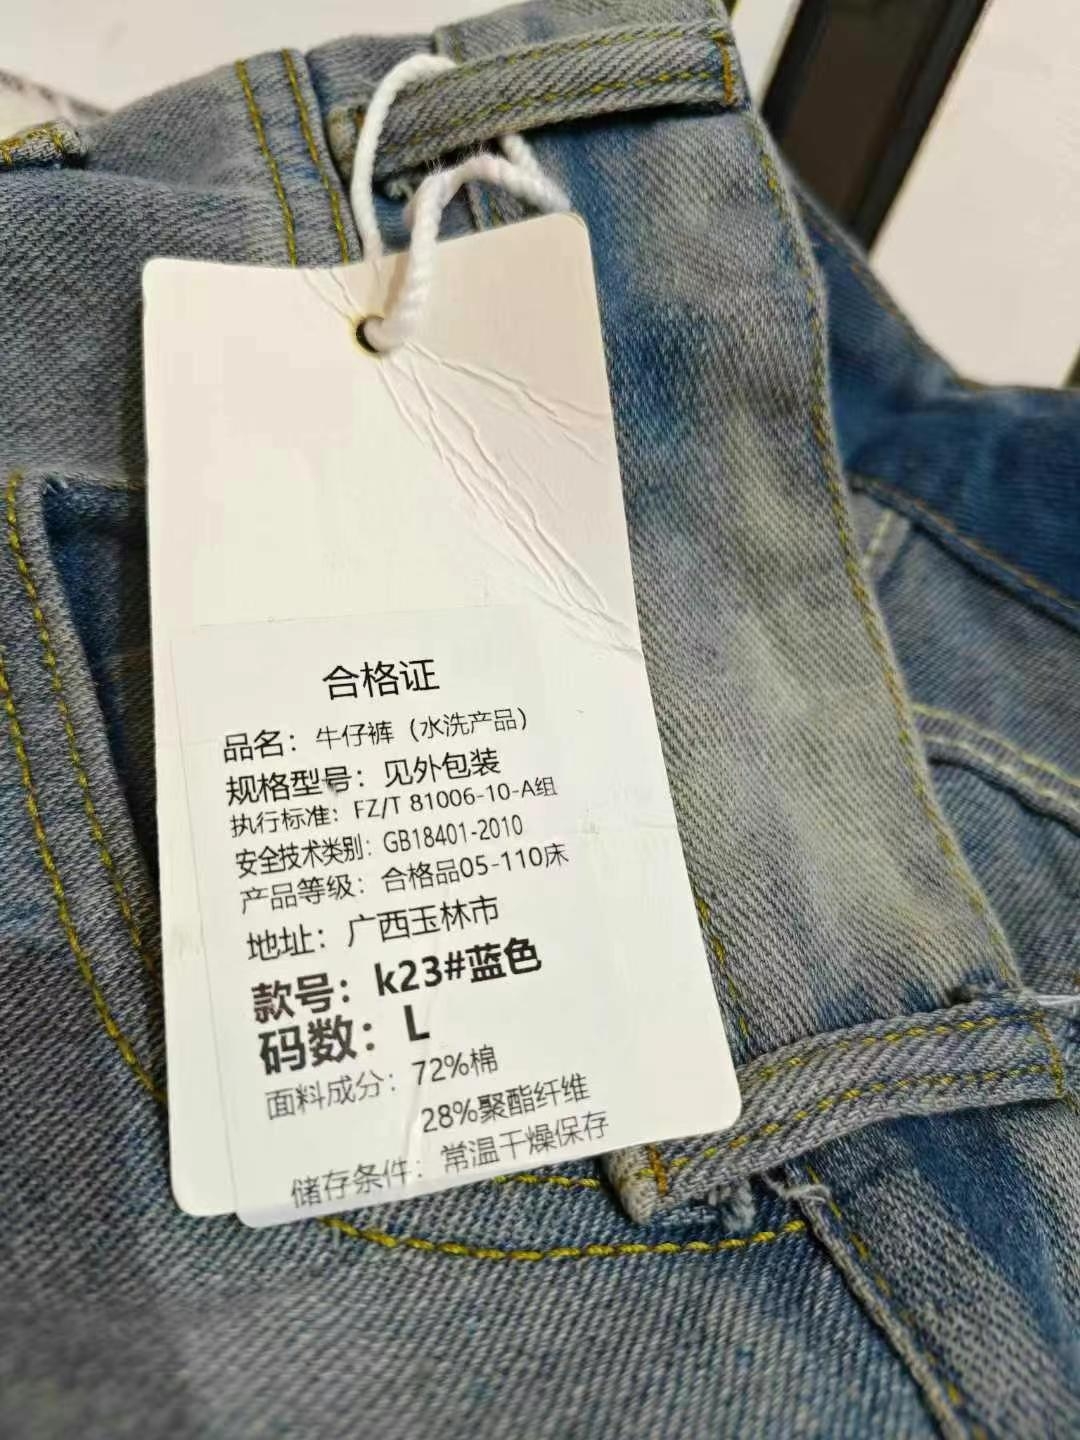 合格证
品名：牛仔裤（水洗产品）
规格型号：见外包装
执行标准：FZ/T 81006-10-A组
安全技术类别：GB18401-2010
产品等级：合格品05-110床
地址：广西玉林市
款号：k23#蓝色
码数：L
面料成分：72%棉
28%聚酯纤维
储存条件：常温干燥保存